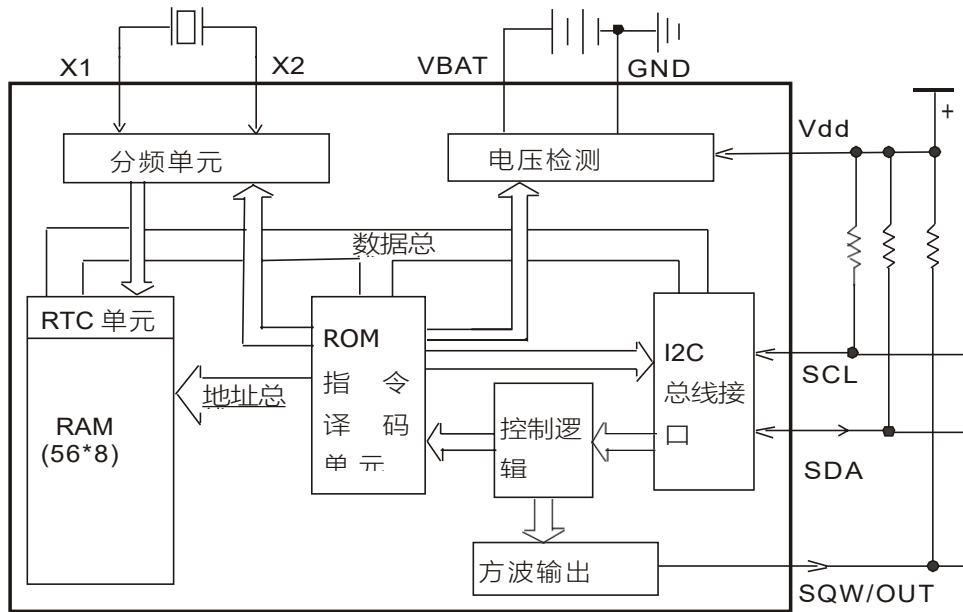 X1
X2
VBAT
GND
Vdd
+
分频单元
电压检测
数据总
RTC 单元
RAM
(56*8)
地址总
ROM
指 令
译 码
单 元
控制逻
辑
I2C
总线接
口
SCL
SDA
方波输出
SQW/OUT